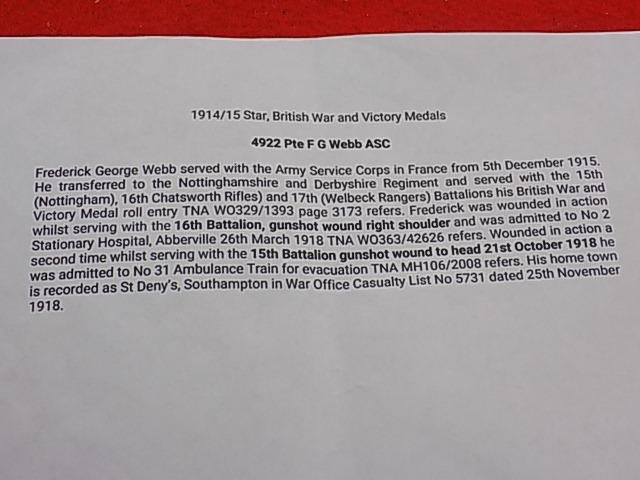 1914/15 Star, British War and Victory Medals
4922 Pte F G Webb ASC
Frederick George Webb served with the Army Service Corps in France from 5th December 1915.
He transferred to the Nottinghamshire and Derbyshire Regiment and served with the 15th
(Nottingham), 16th Chatsworth Rifles) and 17th (Welbeck Rangers) Battalions his British War and
Victory Medal roll entry TNA WO329/1393 page 3173 refers. Frederick was wounded in action
whilst serving with the 16th Battalion, gunshot wound right shoulder and was admitted to No 2
Stationary Hospital, Abberville 26th March 1918 TNA WO363/42626 refers. Wounded in action a
second time whilst serving with the 15th Battalion gunshot wound to head 21st October 1918 he
was admitted to No 31 Ambulance Train for evacuation TNA MH106/2008 refers. His home town
is recorded as St Deny's, Southampton in War Office Casualty List No 5731 dated 25th November
1918.